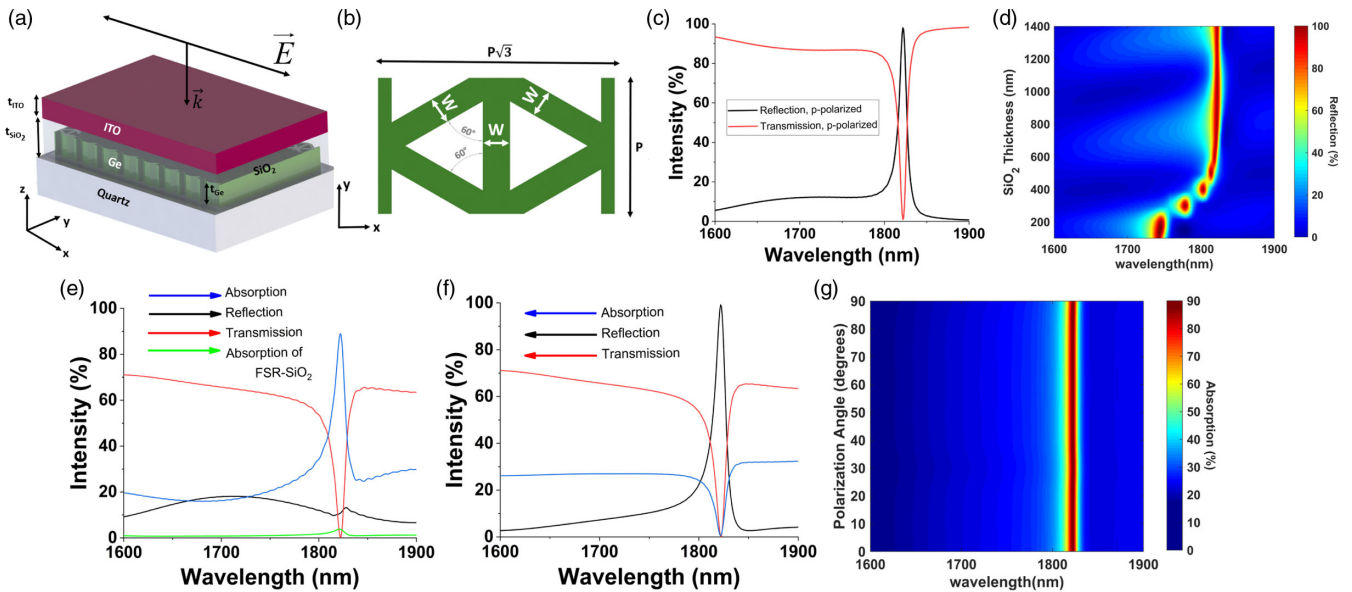 (a)
E
k
tITO
tSiO2
ITO
Ge
SiO2
tGe
Quartz
z
y
x
y
x
(b)
P√3
W
W
W
60°
60°
P
(c)
100
80
60
40
20
0
Intensity (%)
Reflection, p-polarized
Transmission, p-polarized
1600 1700 1800 1900
Wavelength (nm)
(d)
1400
1200
1000
800
600
400
200
SiO2 Thickness (nm)
1600 1700 1800 1900
wavelength(nm)
100
80
60
40
20
0
Reflection (%)
(e)
Absorption
Reflection
Transmission
Absorption of
FSR-SiO2
100
80
60
40
20
0
Intensity (%)
1600 1700 1800 1900
Wavelength (nm)
(f)
Absorption
Reflection
Transmission
100
80
60
40
20
0
Intensity (%)
1600 1700 1800 1900
Wavelength (nm)
(g)
90
80
70
60
50
40
30
20
10
0
Polarization Angle (degrees)
1600 1700 1800 1900
wavelength(nm)
90
80
70
60
50
40
30
20
10
0
Absorption (%)